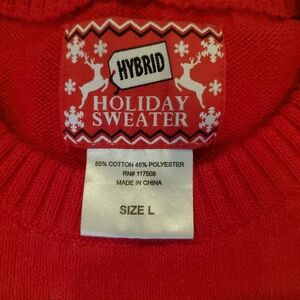 HYBRID
HOLIDAY
SWEATER
55% COTTON 45% POLYESTER
RN# 117508
MADE IN CHINA
SIZE L